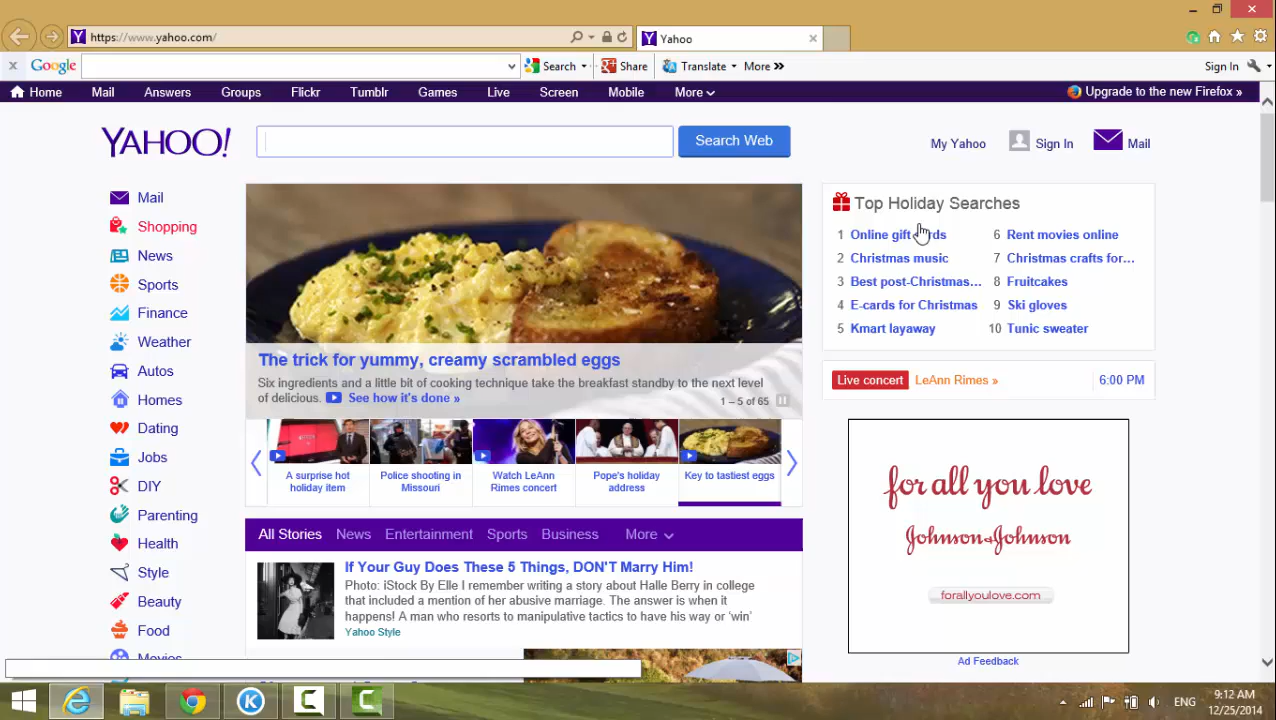 https://www.yahoo.com/
Yahoo
Google
Search
Share
Translate
More »
Sign In
Home
Mail
Answers
Groups
Flickr
Tumblr
Games
Live
Screen
Mobile
More
Upgrade to the new Firefox »
YAHOO!
Search Web
My Yahoo
Sign In
Mail
Mail
Shopping
News
Sports
Finance
Weather
Autos
Homes
Dating
Jobs
DIY
Parenting
Health
Style
Beauty
Food
Movies
The trick for yummy, creamy scrambled eggs
Six ingredients and a little bit of cooking technique take the breakfast standby to the next level
of delicious. See how it's done »
1 – 5 of 65
A surprise hot
holiday item
Police shooting in
Missouri
Watch LeAnn
Rimes concert
Pope's holiday
address
Key to tastiest eggs
All Stories
News
Entertainment
Sports
Business
More
If Your Guy Does These 5 Things, DON'T Marry Him!
Photo: iStock By Elle I remember writing a story about Halle Berry in college
that included a mention of her abusive marriage. The answer is when it
happens! A man who resorts to manipulative tactics to have his way or 'win'
Yahoo Style
Top Holiday Searches
1 Online gift
2 Christmas music
3 Best post-Christmas...
4 E-cards for Christmas
5 Kmart layaway
6 Rent movies online
7 Christmas crafts for...
8 Fruitcakes
9 Ski gloves
10 Tunic sweater
Live concert
LeAnn Rimes »
6:00 PM
for all you love
Johnson & Johnson
forallyoulove.com
Ad Feedback
ENG
9:12 AM
12/25/2014